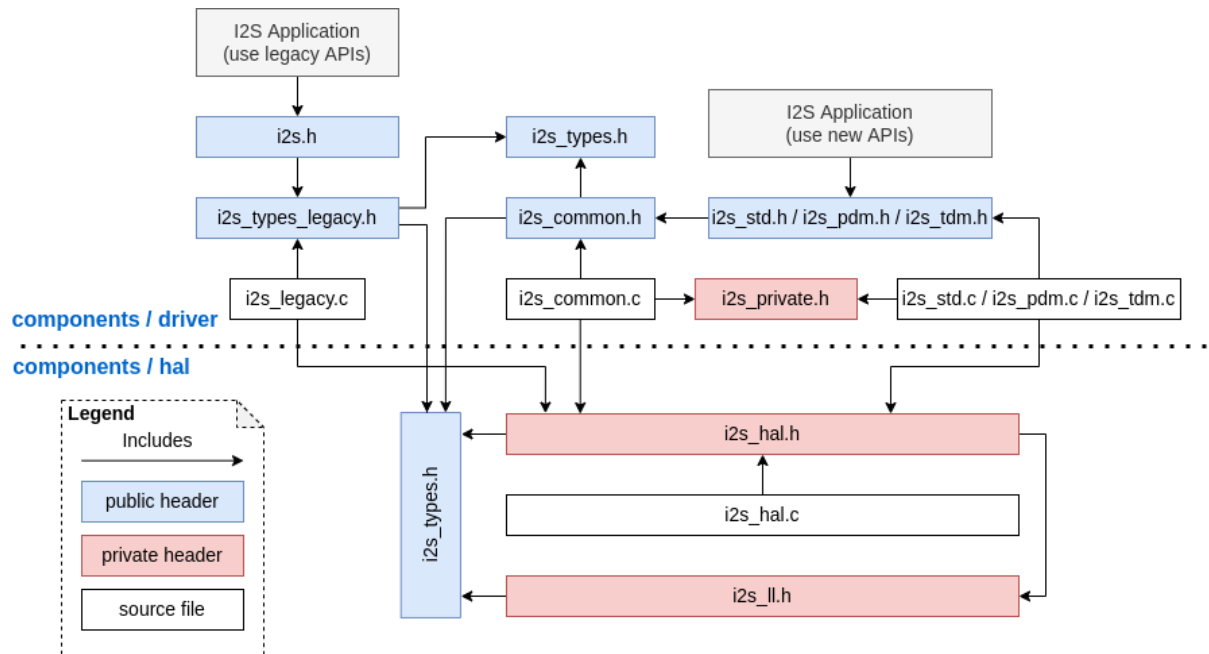 I2S Application
(use legacy APIs)
I2S Application
(use new APIs)
i2s.h
i2s_types.h
i2s_types_legacy.h
i2s_common.h
i2s_std.h / i2s_pdm.h / i2s_tdm.h
i2s_legacy.c
i2s_common.c
i2s_private.h
i2s_std.c / i2s_pdm.c / i2s_tdm.c
components / driver
components / hal
Legend
Includes
public header
private header
source file
i2s_types.h
i2s_hal.h
i2s_hal.c
i2s_ll.h